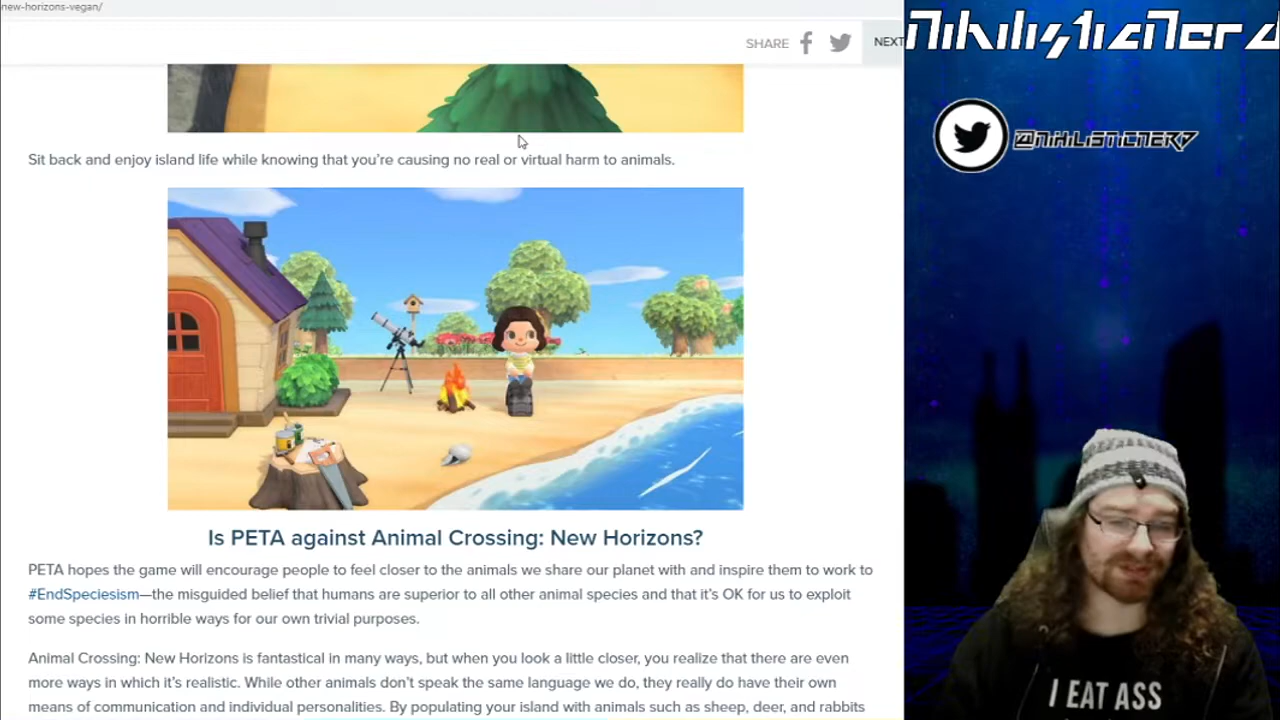 new-horizons-vegan/
SHARE
NEXT
Sit back and enjoy island life while knowing that you're causing no real or virtual harm to animals.
Is PETA against Animal Crossing: New Horizons?
PETA hopes the game will encourage people to feel closer to the animals we share our planet with and inspire them to work to
#EndSpeciesism—the misguided belief that humans are superior to all other animal species and that it's OK for us to exploit
some species in horrible ways for our own trivial purposes.
Animal Crossing: New Horizons is fantastical in many ways, but when you look a little closer, you realize that there are even
more ways in which it's realistic. While other animals don't speak the same language we do, they really do have their own
means of communication and individual personalities. By populating your island with animals such as sheep, deer, and rabbits
NihilisticNerd
@NIHILISTICNERD
I EAT ASS